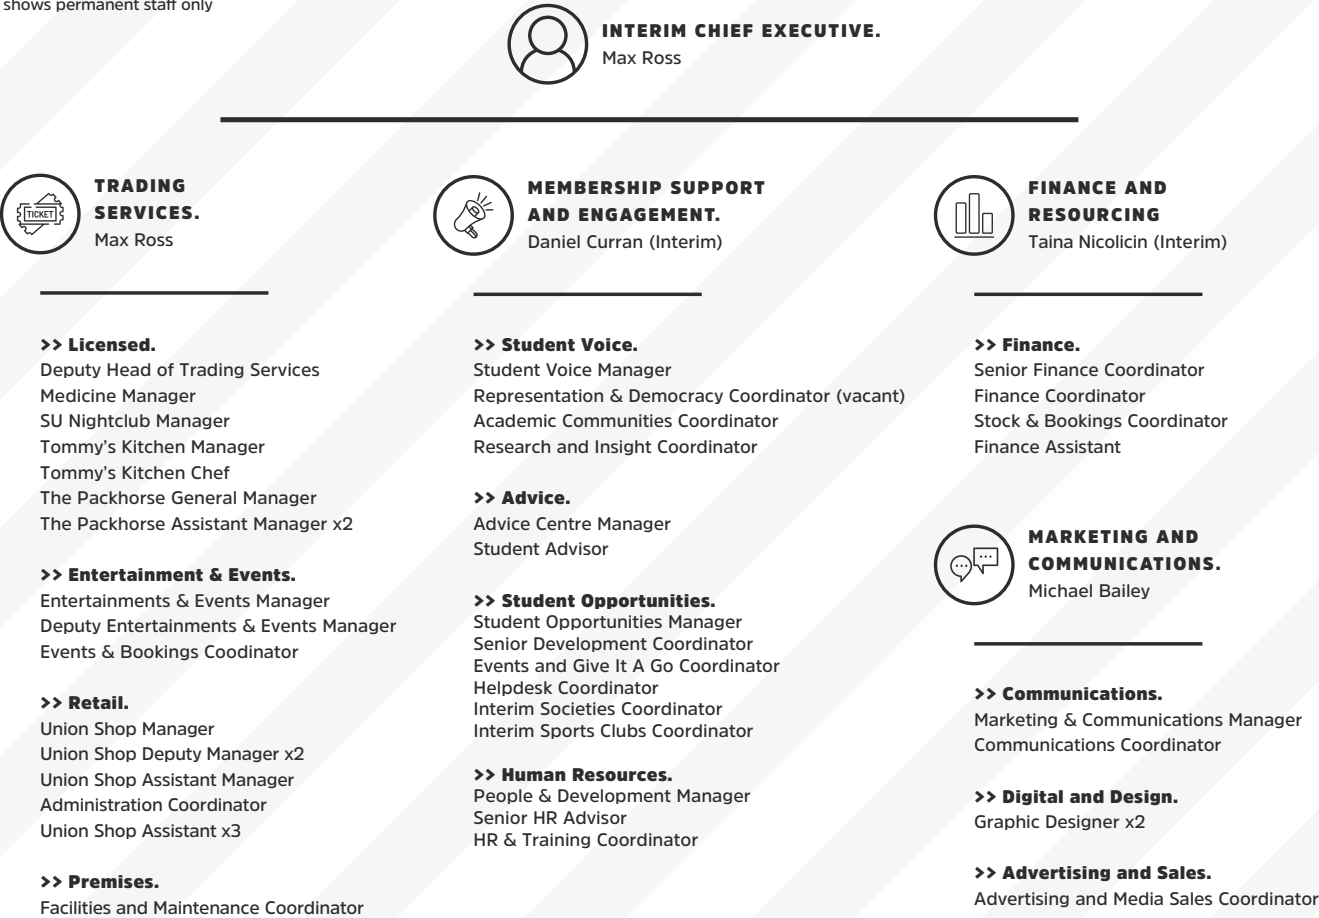 shows permanent staff only
INTERIM CHIEF EXECUTIVE.
Max Ross
TRADING
SERVICES.
Max Ross
TICKET
>> Licensed.
Deputy Head of Trading Services
Medicine Manager
SU Nightclub Manager
Tommy's Kitchen Manager
Tommy's Kitchen Chef
The Packhorse General Manager
The Packhorse Assistant Manager x2
>> Entertainment & Events.
Entertainments & Events Manager
Deputy Entertainments & Events Manager
Events & Bookings Coodinator
>> Retail.
Union Shop Manager
Union Shop Deputy Manager x2
Union Shop Assistant Manager
Administration Coordinator
Union Shop Assistant x3
>> Premises.
Facilities and Maintenance Coordinator
MEMBERSHIP SUPPORT
AND ENGAGEMENT.
Daniel Curran (Interim)
>> Student Voice.
Student Voice Manager
Representation & Democracy Coordinator (vacant)
Academic Communities Coordinator
Research and Insight Coordinator
>> Advice.
Advice Centre Manager
Student Advisor
>> Student Opportunities.
Student Opportunities Manager
Senior Development Coordinator
Events and Give It A Go Coordinator
Helpdesk Coordinator
Interim Societies Coordinator
Interim Sports Clubs Coordinator
>> Human Resources.
People & Development Manager
Senior HR Advisor
HR & Training Coordinator
FINANCE AND
RESOURCING
Taina Nicolicin (Interim)
>> Finance.
Senior Finance Coordinator
Finance Coordinator
Stock & Bookings Coordinator
Finance Assistant
MARKETING AND
COMMUNICATIONS.
Michael Bailey
>> Communications.
Marketing & Communications Manager
Communications Coordinator
>> Digital and Design.
Graphic Designer x2
>> Advertising and Sales.
Advertising and Media Sales Coordinator